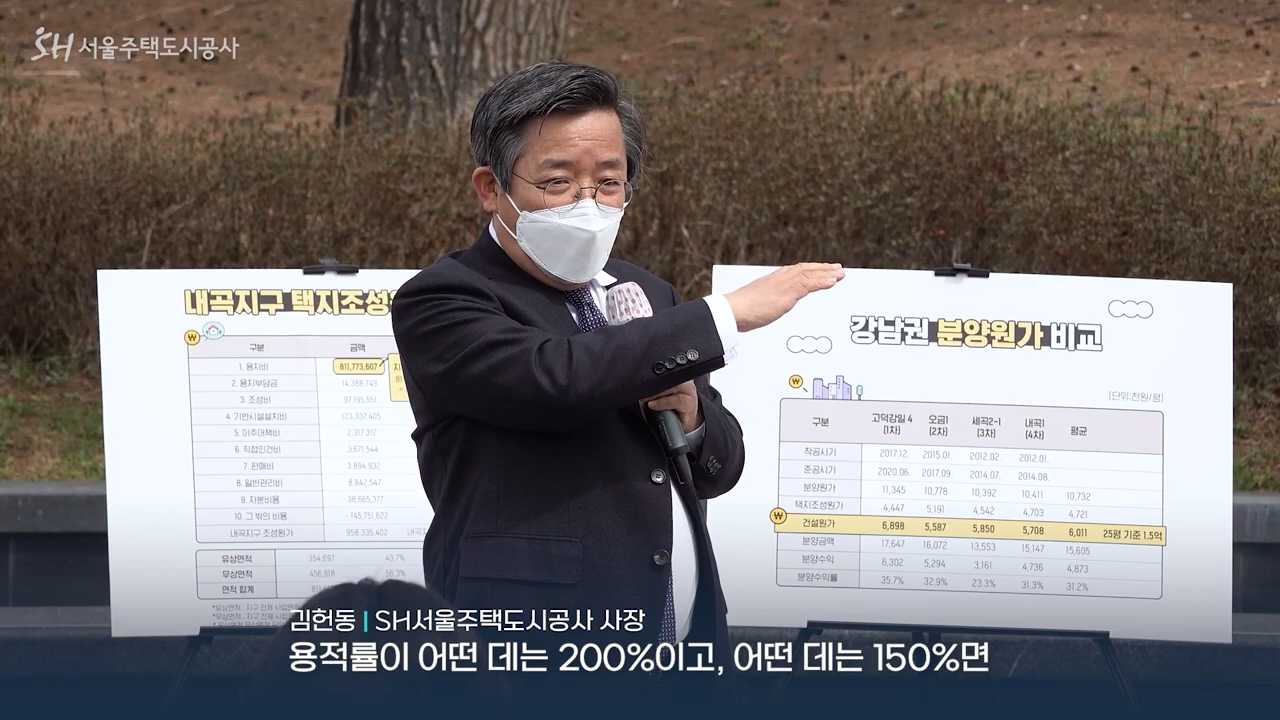 SH 서울주택도시공사
내곡지구 택지조성
구분 금액
1. 용지비 811,773,607
2. 용지부담금 14,388,749
3. 조성비 97,195,551
4. 기반시설설치비 123,337,405
5. 이주대책비 2,317,312
6. 직접인건비 3,671,544
7. 판매비 3,894,932
8. 일반관리비 8,842,547
9. 자본비용 38,665,377
10. 그 밖의 비용 - 145,751,622
내곡지구 조성원가 958,335,402
유상면적 354,697 43.7%
무상면적 456,918 56.3%
면적 합계
강남권 분양원가 비교
[단위:천원/평]
구분 고덕강일 4 (1차) 오금1 (2차) 세곡2-1 (3차) 내곡1 (4차) 평균
착공시기 2017.12. 2015.01. 2012.02. 2012.01.
준공시기 2020.06. 2017.09. 2014.07. 2014.08.
분양원가 11,345 10,778 10,392 10,411 10,732
택지조성원가 4,447 5,191 4,542 4,703 4,721
₩ 건설원가 6,898 5,587 5,850 5,708 6,011 25평 기준 1.5억
분양금액 17,647 16,072 13,553 15,147 15,605
분양수익 6,302 5,294 3,161 4,736 4,873
분양수익률 35.7% 32.9% 23.3% 31.3% 31.2%
김헌동 | SH서울주택도시공사 사장
용적률이 어떤 데는 200%이고, 어떤 데는 150%면